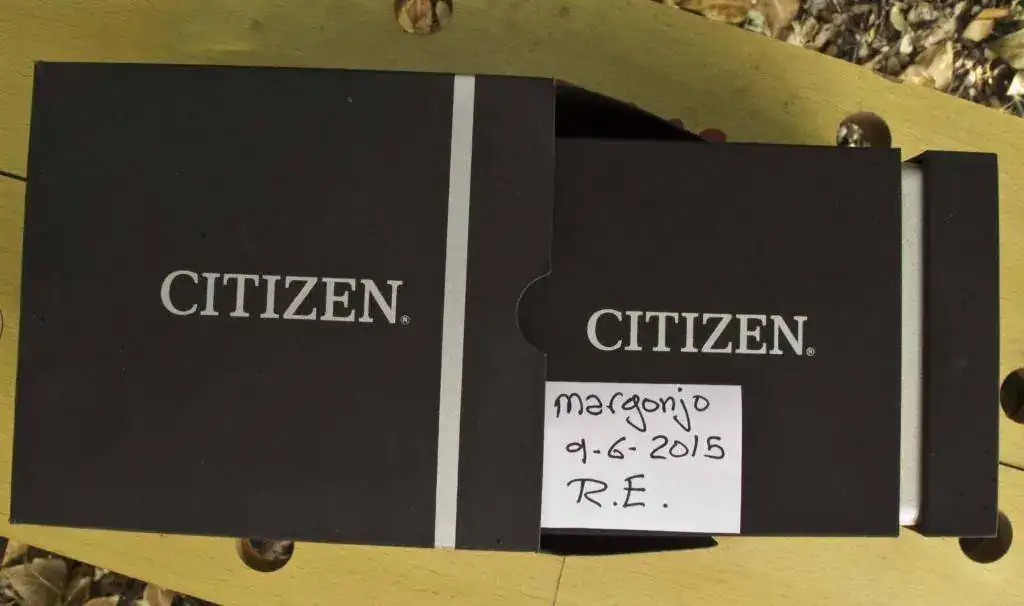 CITIZEN®
CITIZEN®
margonjo
9-6-2015
R.E.